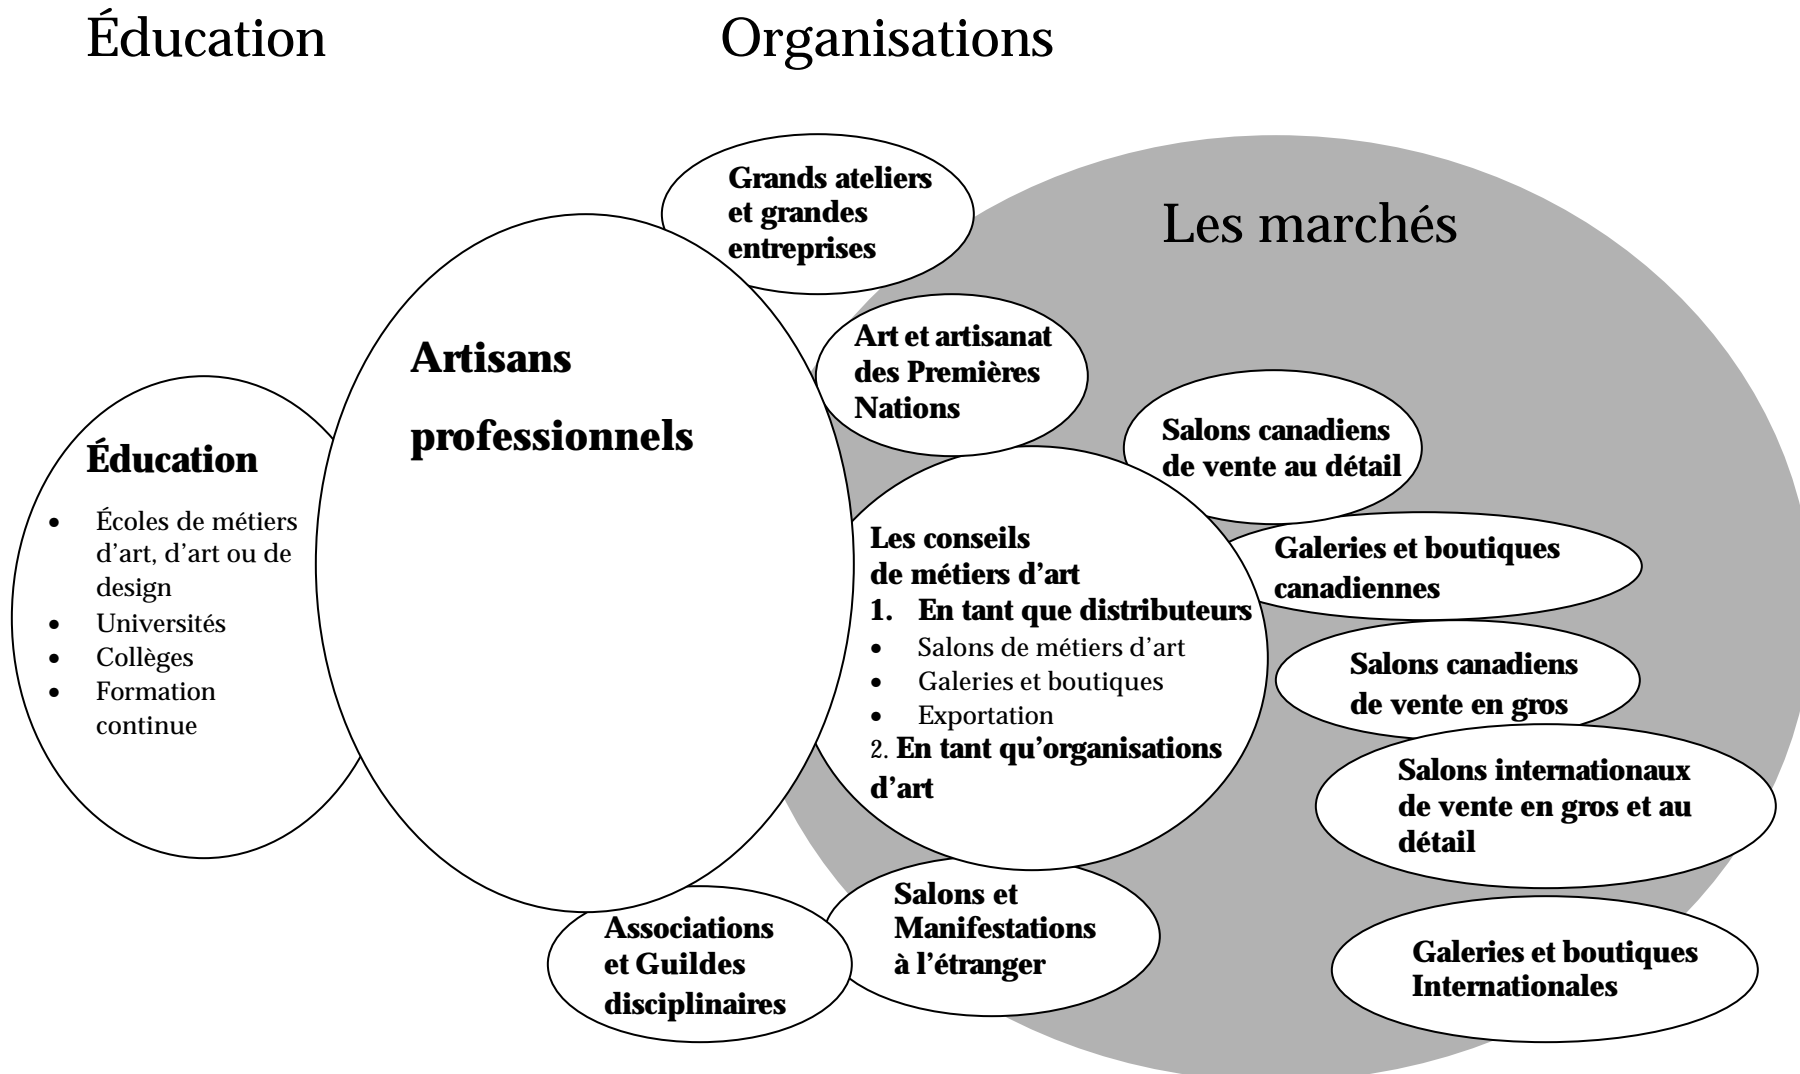 Éducation
Organisations
Les marchés
Grands ateliers
et grandes
entreprises
Art et artisanat
des Premières
Nations
Artisans
professionnels
Éducation
• Écoles de métiers
d’art, d’art ou de
design
• Universités
• Collèges
• Formation
continue
Salons canadiens
de vente au détail
Les conseils
de métiers d’art
1. En tant que distributeurs
• Salons de métiers d’art
• Galeries et boutiques
• Exportation
2. En tant qu’organisations
d’art
Galeries et boutiques
canadiennes
Salons canadiens
de vente en gros
Salons internationaux
de vente en gros et au
détail
Salons et
Manifestations
à l’étranger
Associations
et Guildes
disciplinaires
Galeries et boutiques
Internationales